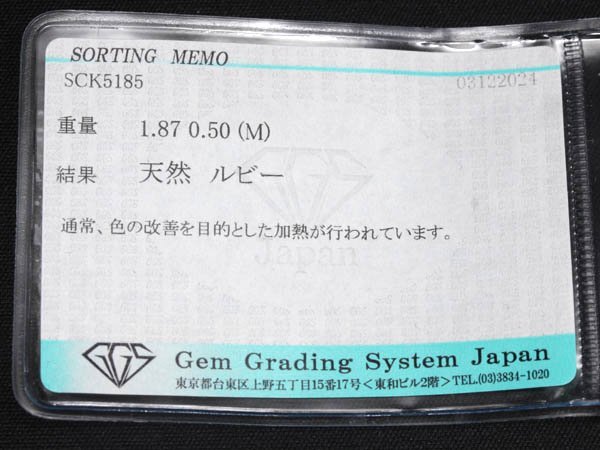 SORTING MEMO
SCK5185 03122024
重量 1.87 0.50 (M)
結果 天然 ルビー
通常、色の改善を目的とした加熱が行われています。
Japan
GGS Gem Grading System Japan
東京都台東区上野五丁目15番17号<東和ビル2階>TEL.(03)3834-1020